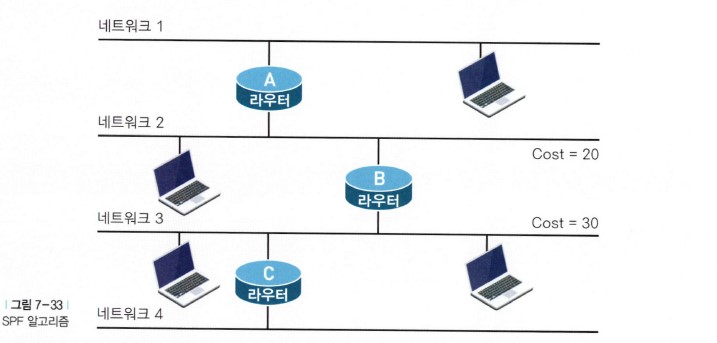 네트워크 1
A
라우터
네트워크 2
Cost = 20
B
라우터
네트워크 3
Cost = 30
C
라우터
| 그림 7-33 |
SPF 알고리즘
네트워크 4